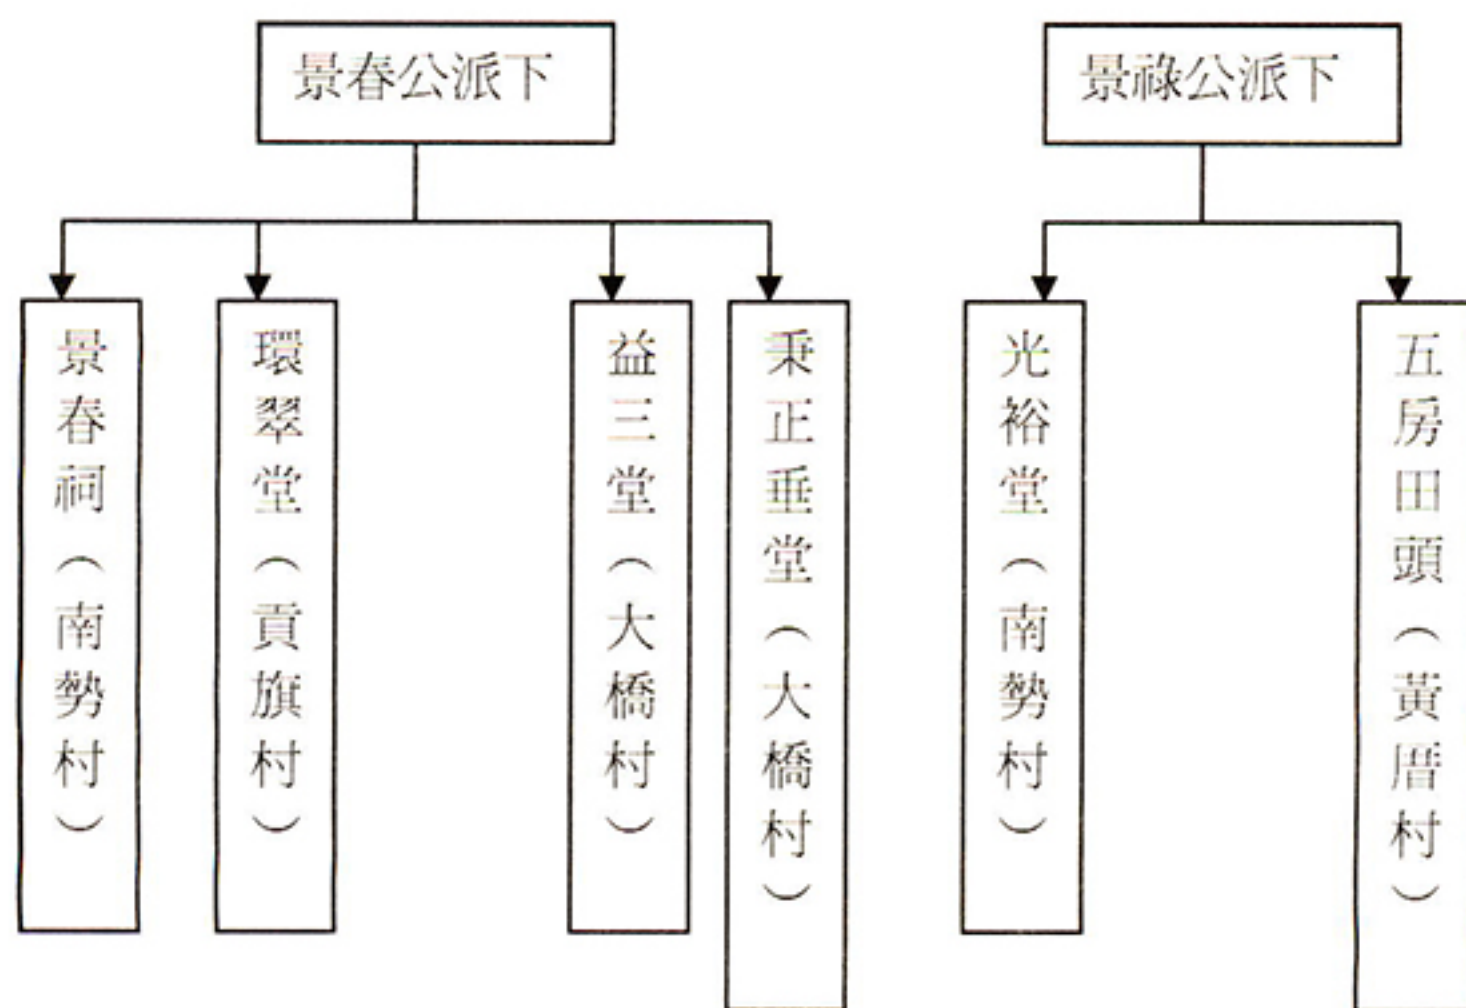 景春公派下
景祿公派下
景春祠（南勢村）
環翠堂（貢旗村）
益三堂（大橋村）
秉正垂堂（大橋村）
光裕堂（南勢村）
五房田頭（黃厝村）